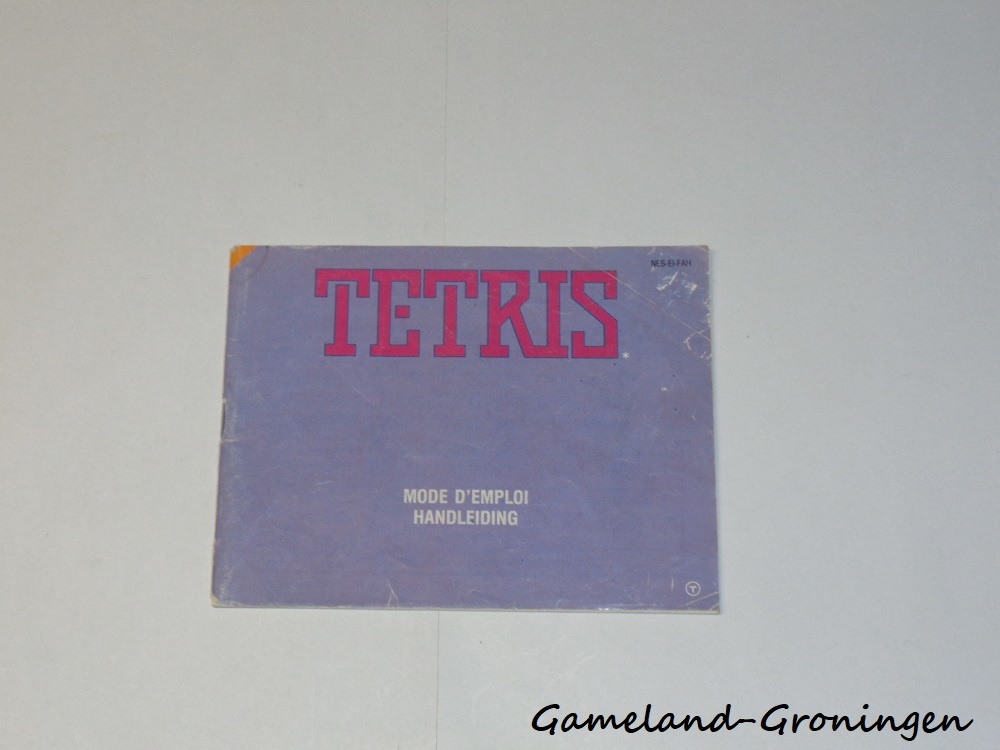 NES-EI-FAH
TETRIS*
MODE D'EMPLOI
HANDLEIDING
T
Gameland-Groningen